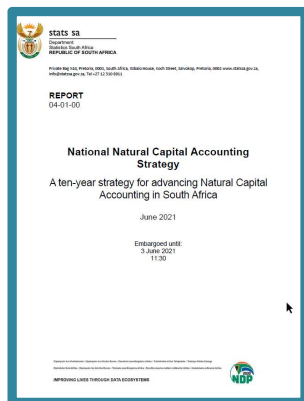 stats sa
Department:
Statistics South Africa
REPUBLIC OF SOUTH AFRICA
Private Bag X44, Pretoria, 0001, South Africa, ISIbalo House, Koch Street, Salvokop, Pretoria, 0002 www.statssa.gov.za,
info@statssa.gov.za, Tel +27 12 310 8911
REPORT
04-01-00
National Natural Capital Accounting
Strategy
A ten-year strategy for advancing Natural Capital
Accounting in South Africa
June 2021
Embargoed until:
3 June 2021
11:30
IMPROVING LIVES THROUGH DATA ECOSYSTEMS
NDP